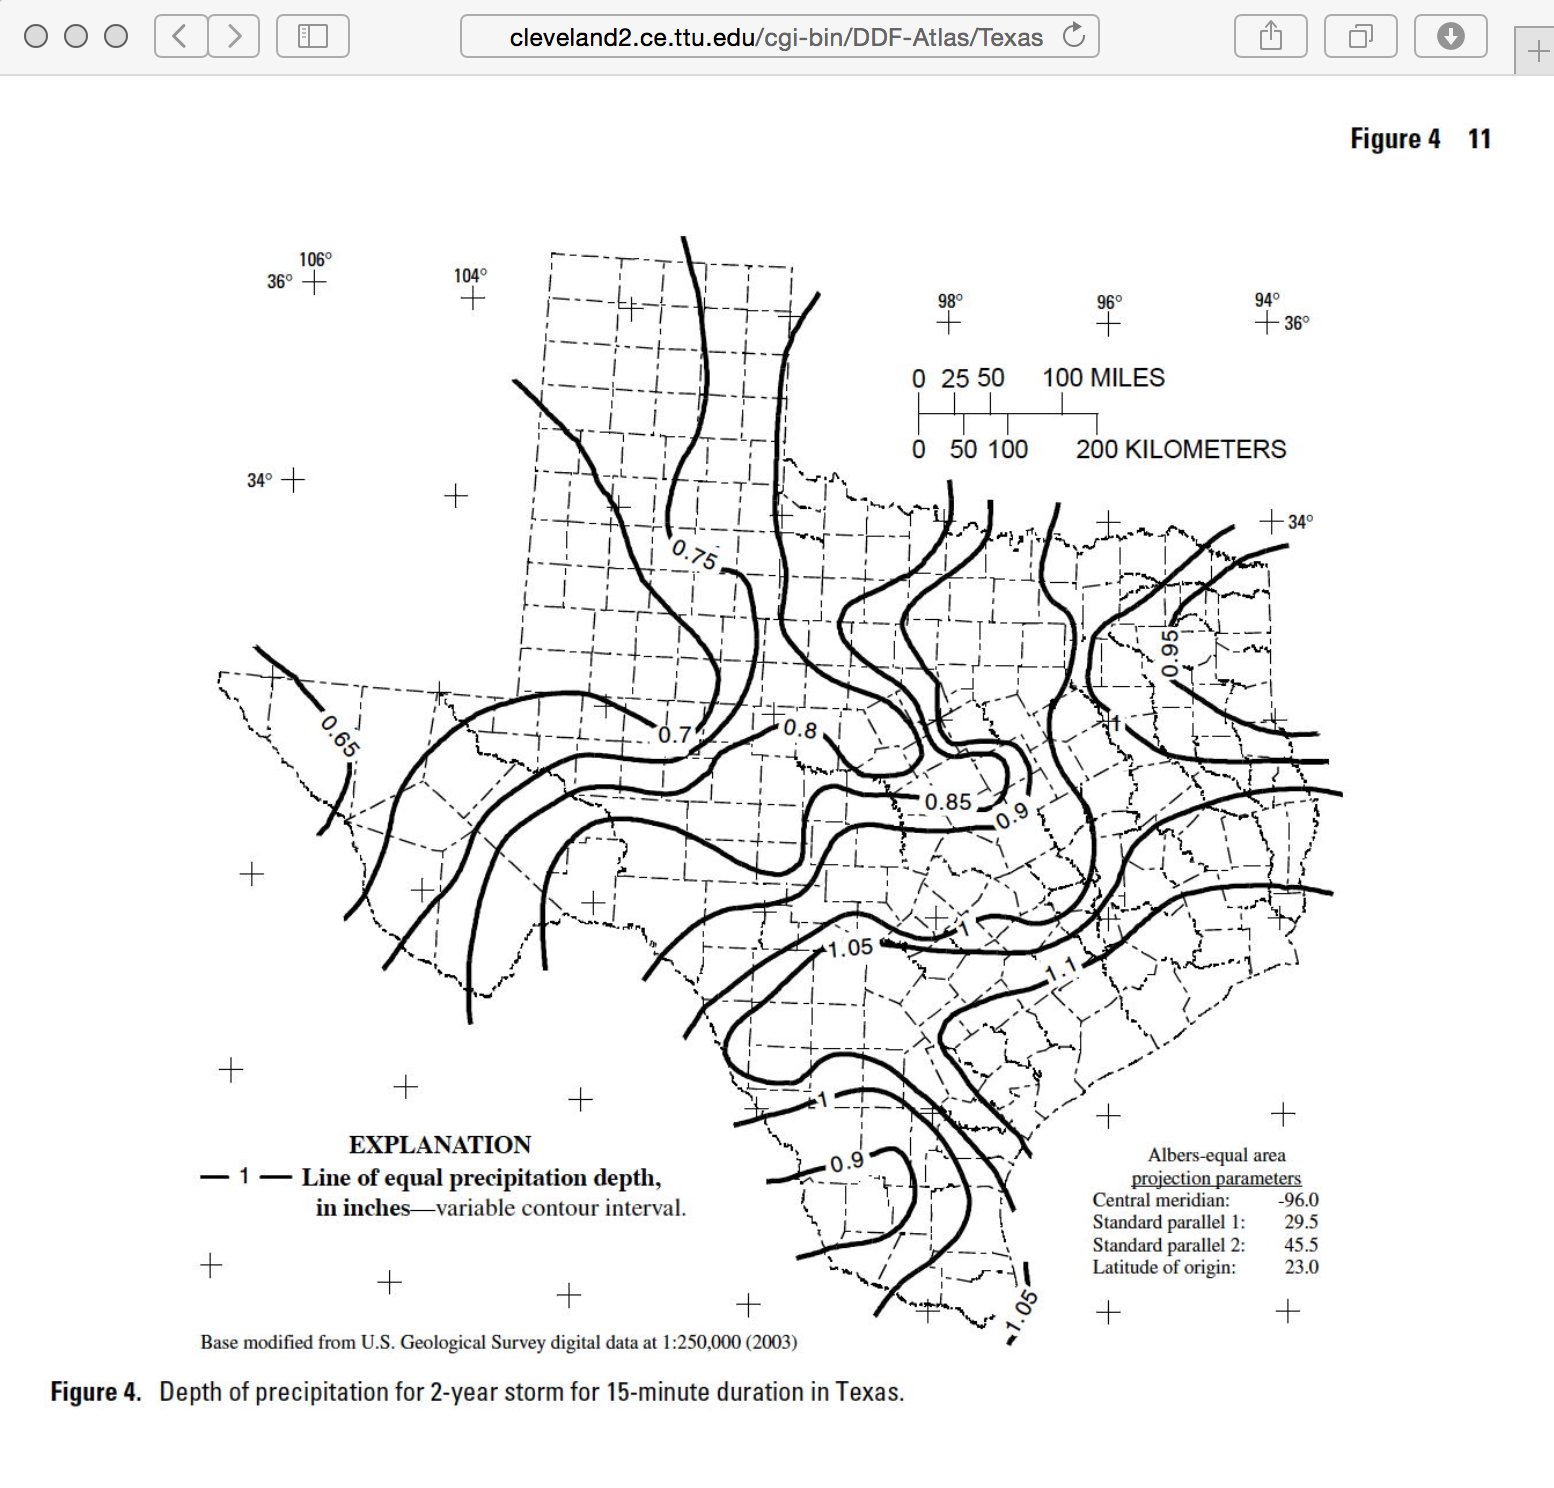 cleveland2.ce.ttu.edu/cgi-bin/DDF-Atlas/Texas
Figure 4 11
106°
36°
104°
98°
96°
94°
36°
0 25 50 100 MILES
0 50 100 200 KILOMETERS
34°
34°
0.75
0.95
0.65
0.7
0.8
1
0.85
0.9
1
1.05
1.1
1
0.9
1.05
EXPLANATION
1 Line of equal precipitation depth,
in inches—variable contour interval.
Albers-equal area
projection parameters
Central meridian: -96.0
Standard parallel 1: 29.5
Standard parallel 2: 45.5
Latitude of origin: 23.0
Base modified from U.S. Geological Survey digital data at 1:250,000 (2003)
Figure 4. Depth of precipitation for 2-year storm for 15-minute duration in Texas.